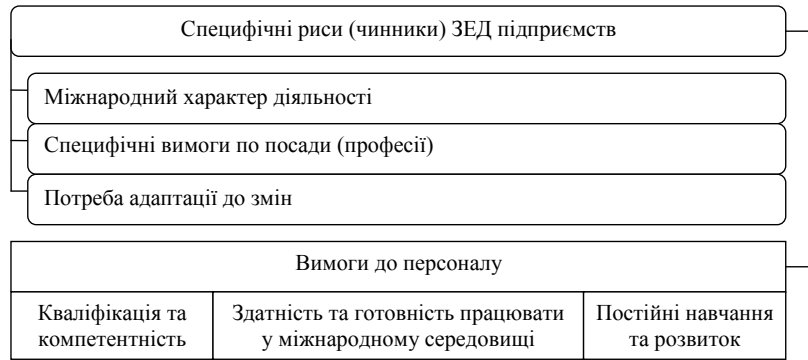 Специфічні риси (чинники) ЗЕД підприємств
Міжнародний характер діяльності
Специфічні вимоги по посади (професії)
Потреба адаптації до змін
Вимоги до персоналу
Кваліфікація та
компетентність
Здатність та готовність працювати
у міжнародному середовищі
Постійні навчання
та розвиток